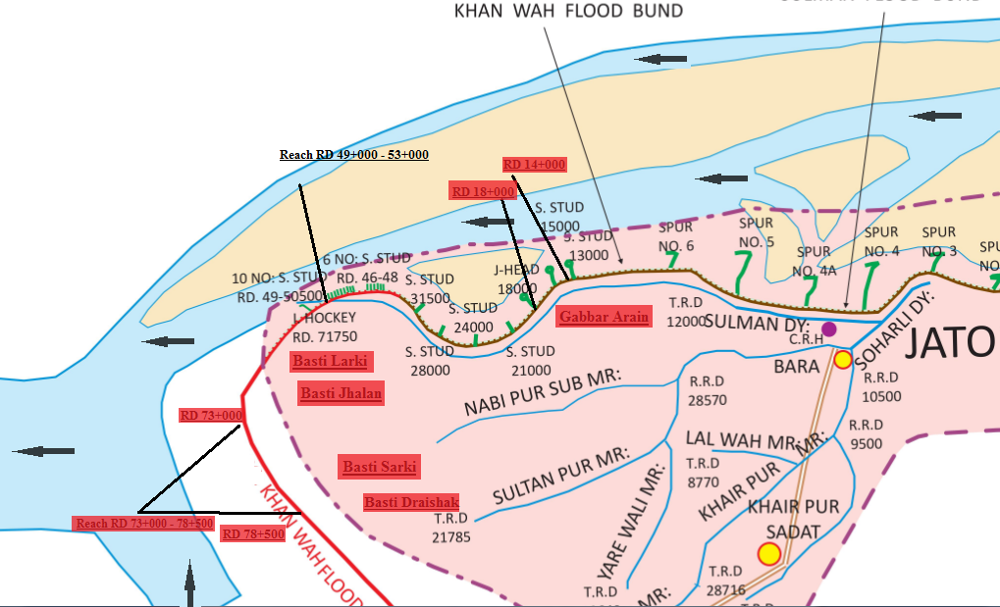 KHAN WAH FLOOD BUND
Reach RD 49+000 - 53+000
RD 14+000
RD 18+000
S. STUD
15000
S. STUD
13000
SPUR
NO. 6
SPUR
NO. 5
SPUR
NO. 4A
SPUR
NO. 4
SPUR
NO. 3
6 NO: S. STUD
RD. 46-48
10 NO: S. STUD
RD. 49-50500
S. STUD
31500
J-HEAD
18000
S. STUD
24000
L-HOCKEY
RD. 71750
S. STUD
28000
S. STUD
21000
Gabbar Arain
T.R.D
12000
SULMAN DY:
C.R.H
SOHARLI DY:
JATO
BARA
Basti Larki
Basti Jhalan
NABI PUR SUB MR:
R.R.D
28570
R.R.D
10500
R.R.D
9500
RD 73+000
LAL WAH MR:
Basti Sarki
SULTAN PUR MR:
T.R.D
8770
KHAIR PUR MR:
YARE WALI MR:
Basti Draishak
T.R.D
21785
KHAIR PUR
SADAT
Reach RD 73+000 - 78+500
RD 78+500
KHAN WAH FLOOD
T.R.D
28716
T.R.D
MR: